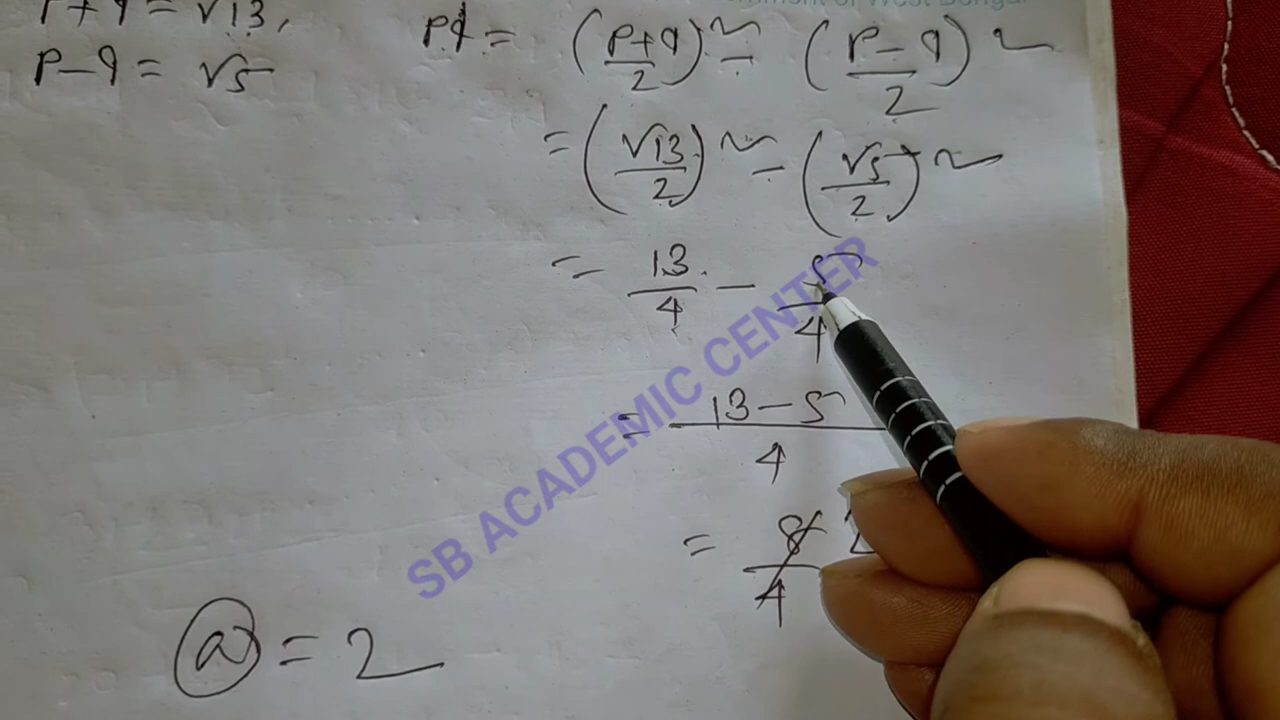 p + q = √13,
p - q = √5
pq = (p+q/2)² - (p-q/2)²
= (√13/2)² - (√5/2)²
= 13/4 - 5/4
= 13-5/4
= 8/4 2
(a) = 2
SB ACADEMIC CENTER